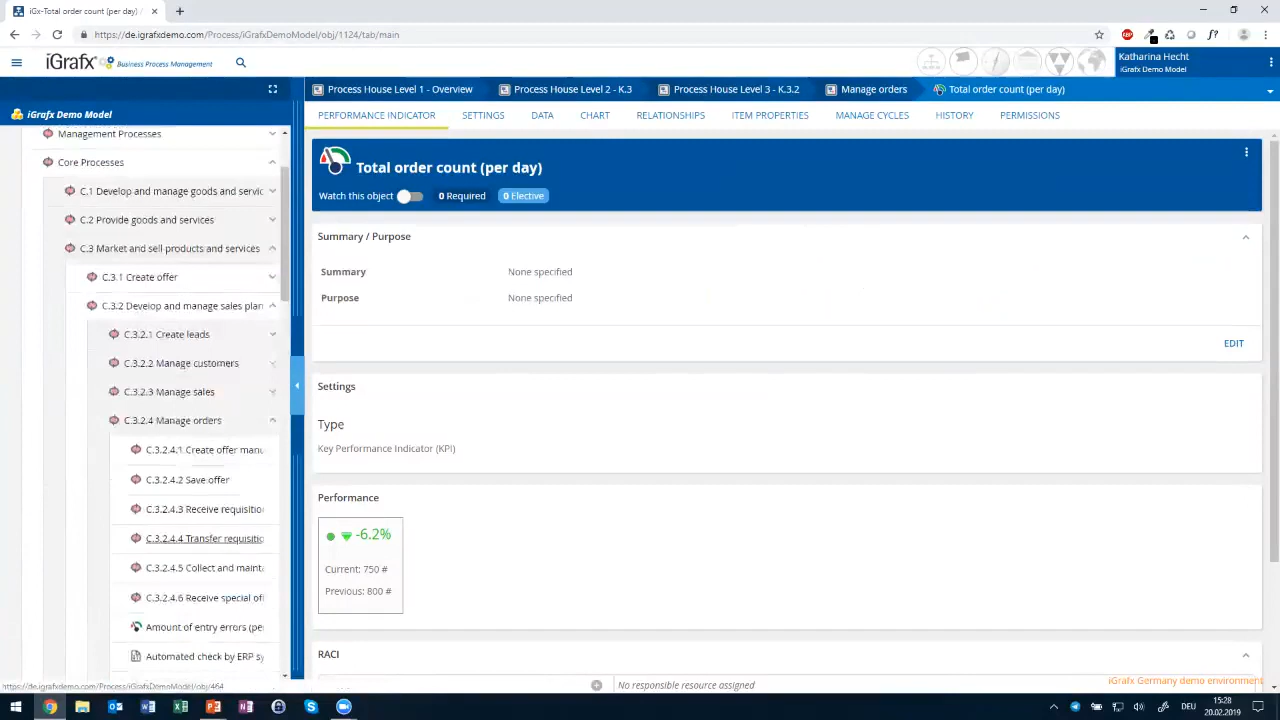 iGx-Total order count (per day) /
https://de.igrafxdemo.com/Process/iGrafxDemoModel/obj/1124/tab/main
ABP
f?
iGrafx Business Process Management
Katharina Hecht
iGrafx Demo Model
Process House Level 1 - Overview
Process House Level 2 - K.3
Process House Level 3 - K.3.2
Manage orders
Total order count (per day)
iGrafx Demo Model
PERFORMANCE INDICATOR
SETTINGS
DATA
CHART
RELATIONSHIPS
ITEM PROPERTIES
MANAGE CYCLES
HISTORY
PERMISSIONS
Management Processes
Core Processes
C.1 Develop and manage goods and servic
C.2 Provide goods and services
C.3 Market and sell products and services
C.3.1 Create offer
C.3.2 Develop and manage sales plan
C.3.2.1 Create leads
C.3.2.2 Manage customers
C.3.2.3 Manage sales
C.3.2.4 Manage orders
C.3.2.4.1 Create offer manu
C.3.2.4.2 Save offer
C.3.2.4.3 Receive requisitio
C.3.2.4.4 Transfer requisitio
C.3.2.4.5 Collect and mainta
C.3.2.4.6 Receive special of
Amount of entry errors (pe
Automated check by ERP sy
Total order count (per day)
Watch this object
0 Required
0 Elective
Summary / Purpose
Summary None specified
Purpose None specified
EDIT
Settings
Type
Key Performance Indicator (KPI)
Performance
-6.2%
Current: 750 #
Previous: 800 #
RACI
No responsible resource assigned
iGrafx Germany demo environment
https://de.igrafxdemo.com/Process/iGrafxDemoModel/obj/464
DEU
15:28
20.02.2019